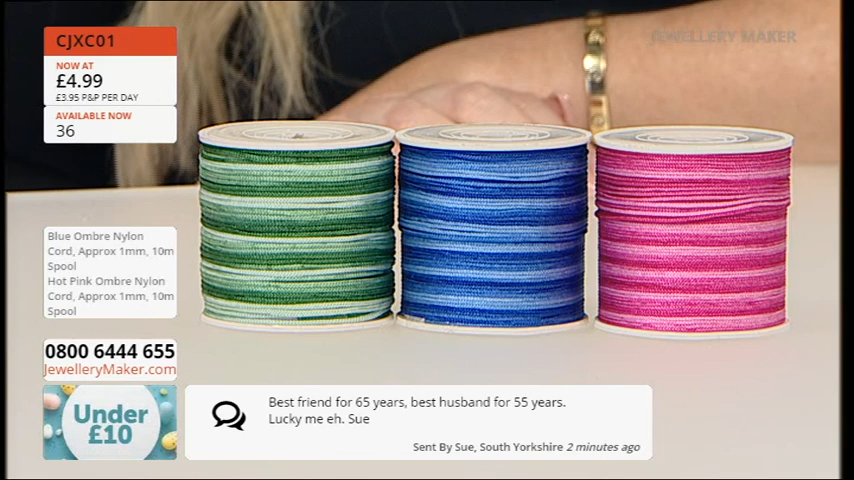 CJXC01
JEWELLERY MAKER
NOW AT
£4.99
£3.95 P&P PER DAY
AVAILABLE NOW
36
Blue Ombre Nylon
Cord, Approx 1mm, 10m
Spool
Hot Pink Ombre Nylon
Cord, Approx 1mm, 10m
Spool
0800 6444 655
JewelleryMaker.com
Under
£10
Best friend for 65 years, best husband for 55 years.
Lucky me eh. Sue
Sent By Sue, South Yorkshire 2 minutes ago